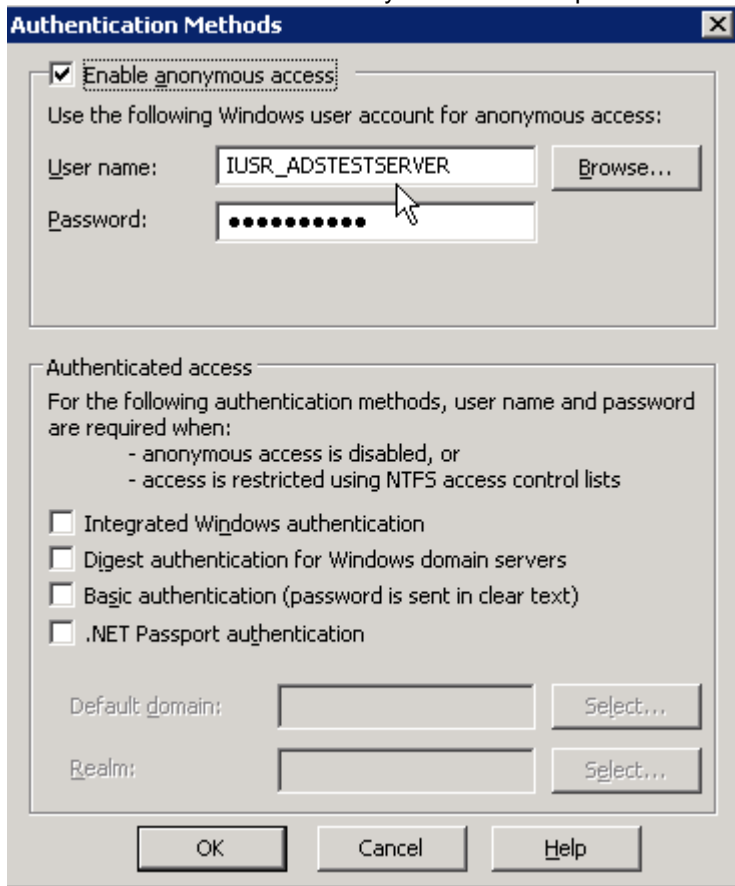 Authentication Methods
Enable anonymous access
Use the following Windows user account for anonymous access:
User name: IUSR_ADSTESTSERVER Browse...
Password: ●●●●●●●●●●
Authenticated access
For the following authentication methods, user name and password
are required when:
- anonymous access is disabled, or
- access is restricted using NTFS access control lists
Integrated Windows authentication
Digest authentication for Windows domain servers
Basic authentication (password is sent in clear text)
.NET Passport authentication
Default domain: Select...
Realm: Select...
OK Cancel Help